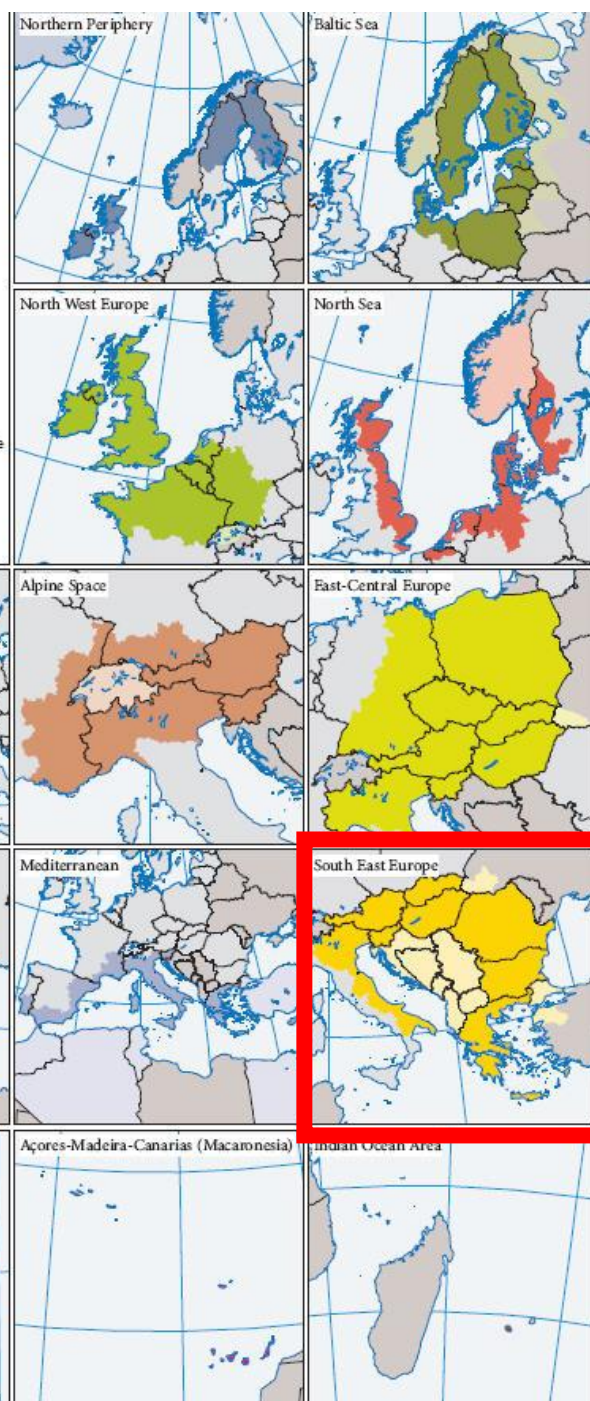 Northern Periphery
Baltic Sea
North West Europe
North Sea
e
Alpine Space
East-Central Europe
Mediterranean
South East Europe
Açores-Madeira-Canarias (Macaronesia)
Indian Ocean Area